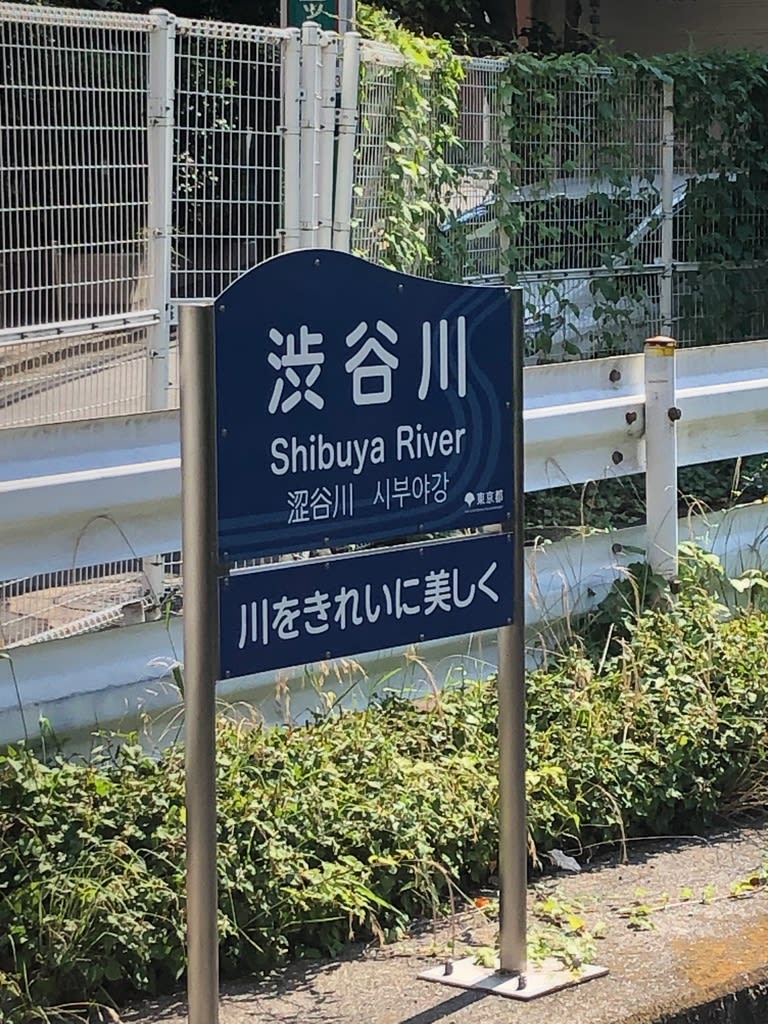 渋谷川
Shibuya River
澀谷川 시부야강
東京都
川をきれいに美しく